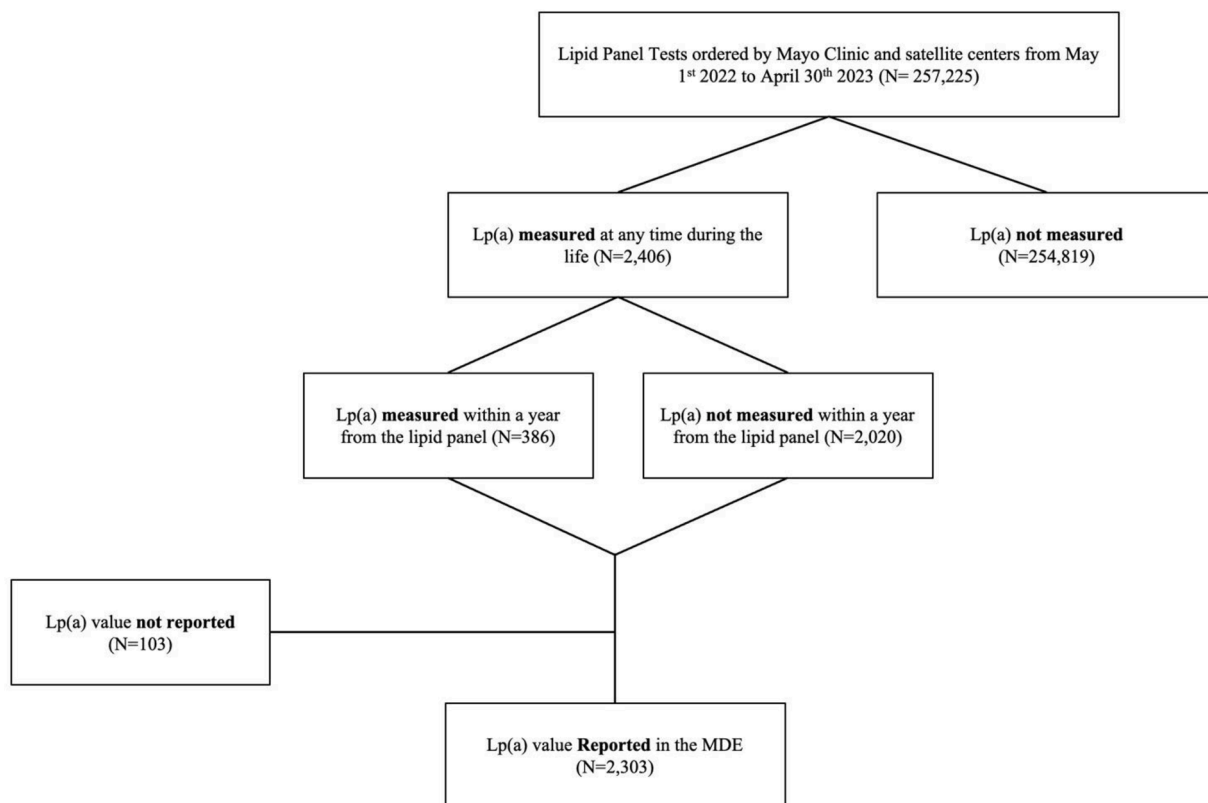 Lipid Panel Tests ordered by Mayo Clinic and satellite centers from May
1st 2022 to April 30th 2023 (N= 257,225)
Lp(a) measured at any time during the
life (N=2,406)
Lp(a) not measured
(N=254,819)
Lp(a) measured within a year
from the lipid panel (N=386)
Lp(a) not measured within a year
from the lipid panel (N=2,020)
Lp(a) value not reported
(N=103)
Lp(a) value Reported in the MDE
(N=2,303)